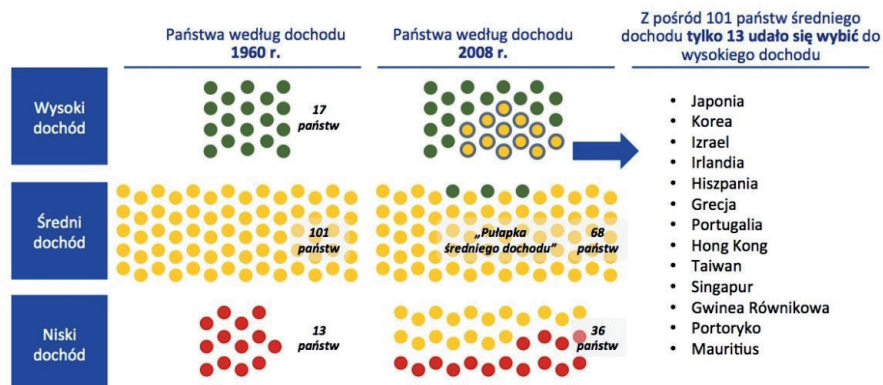 Państwa według dochodu
1960 r.
Państwa według dochodu
2008 r.
Z pośród 101 państw średniego
dochodu tylko 13 udało się wybić do
wysokiego dochodu
Wysoki
dochód
17
państw
Średni
dochód
101
państw
„Pułapka
średniego dochodu”
68
państw
Niski
dochód
13
państw
36
państw
• Japonia
• Korea
• Izrael
• Irlandia
• Hiszpania
• Grecja
• Portugalia
• Hong Kong
• Taiwan
• Singapur
• Gwinea Równikowa
• Portoryko
• Mauritius